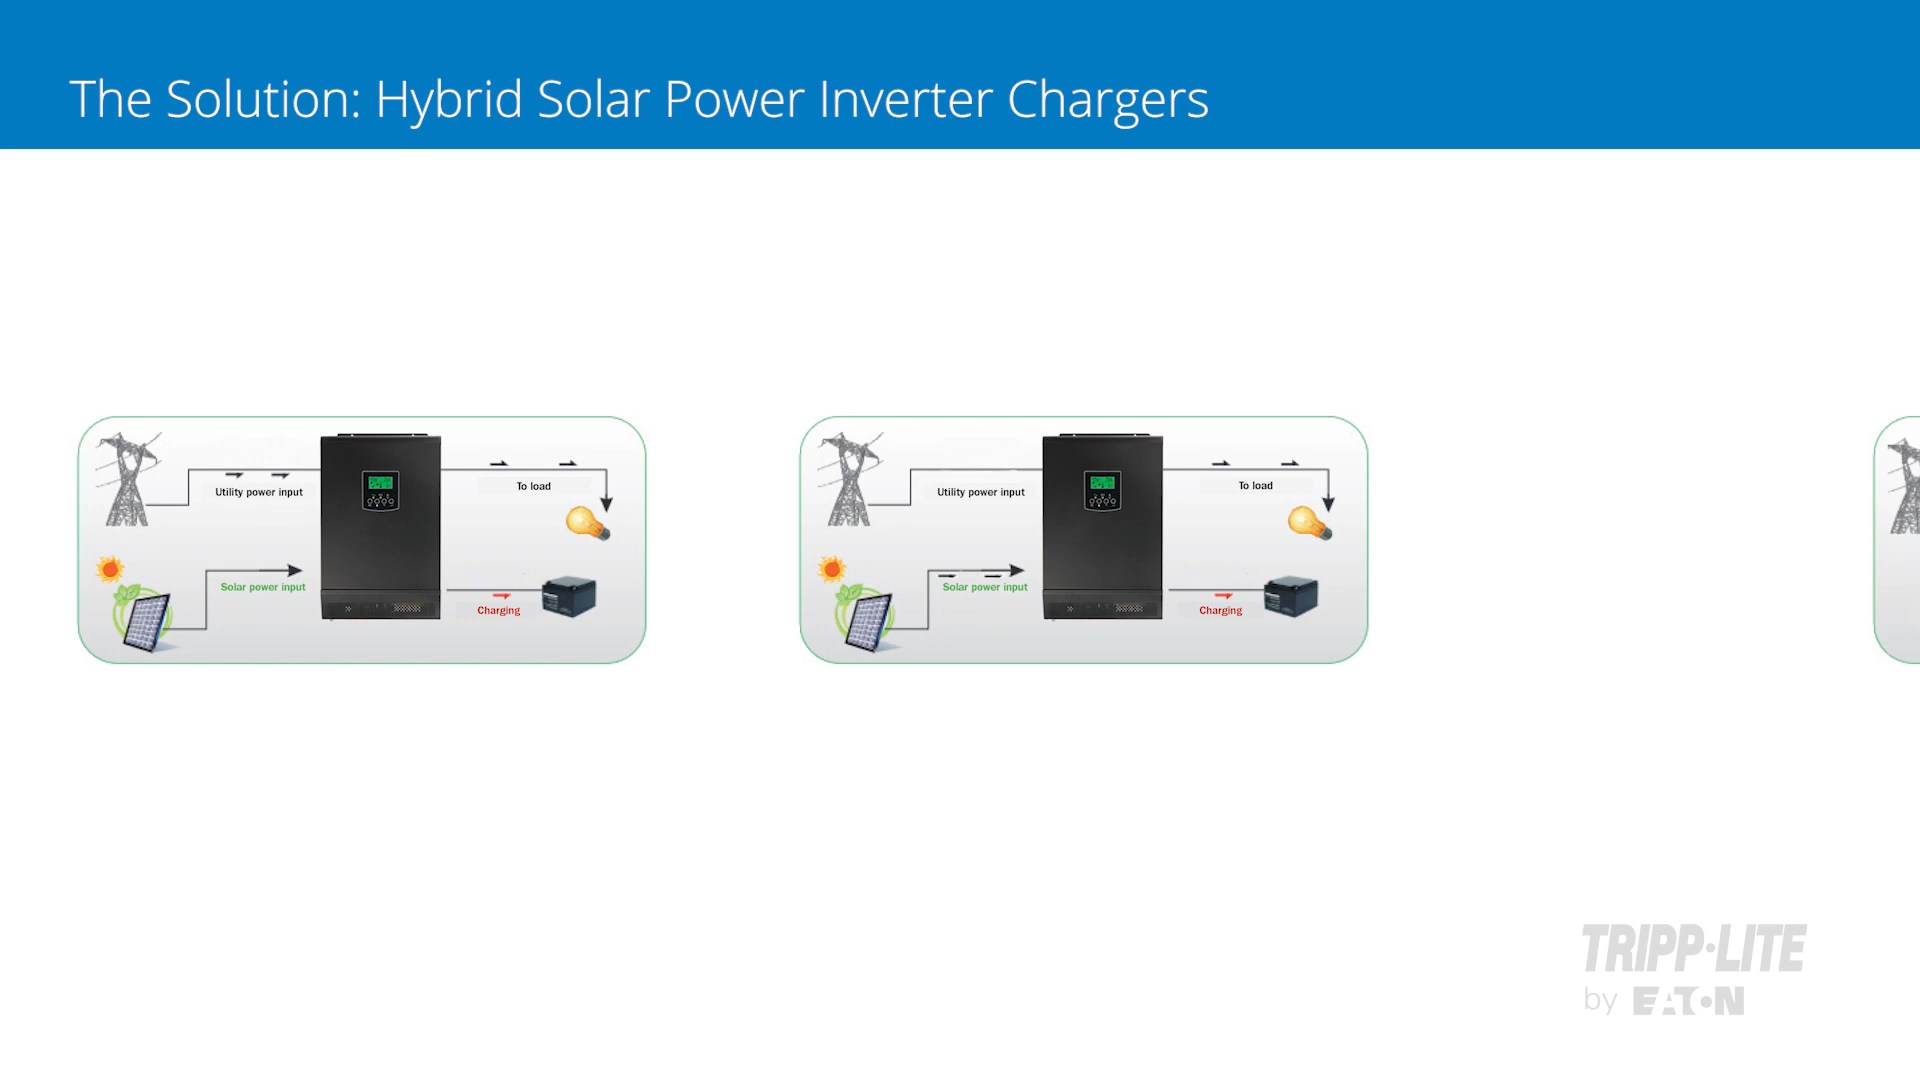 The Solution: Hybrid Solar Power Inverter Chargers
Utility power input
To load
Solar power input
Charging
Utility power input
To load
Solar power input
Charging
TRIPP·LITE
by EATON